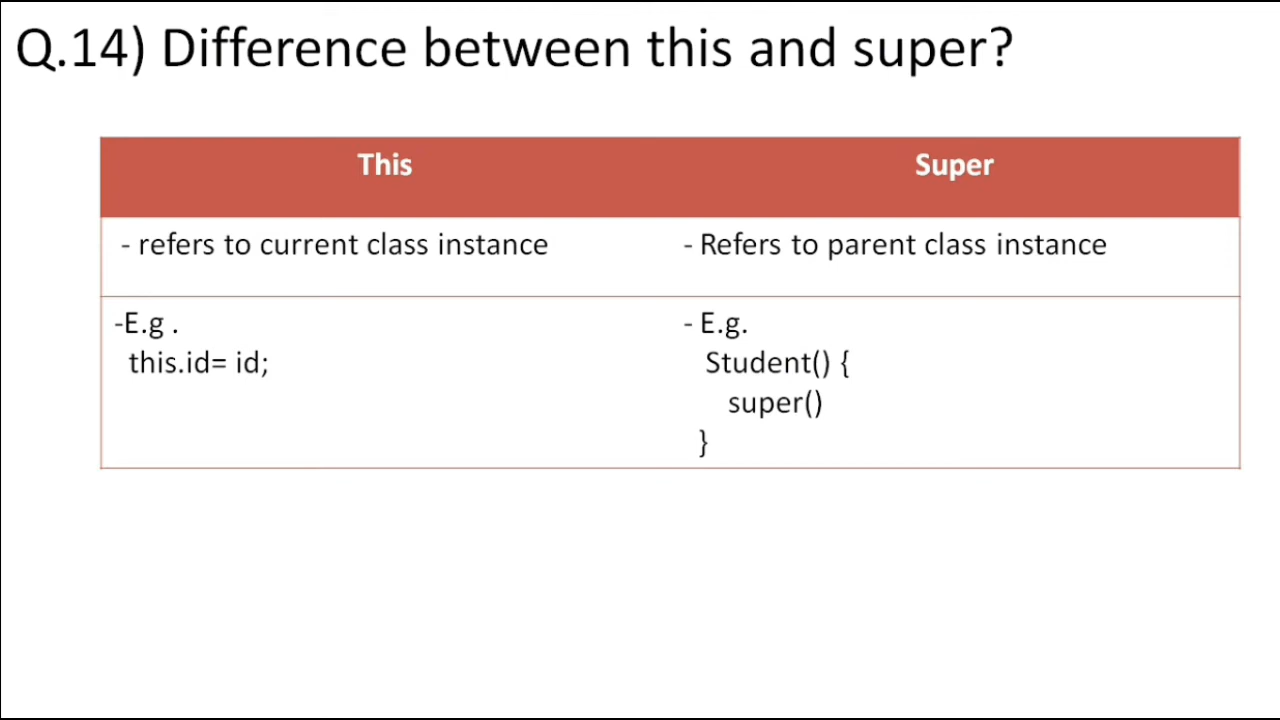 Q.14) Difference between this and super?
This
Super
- refers to current class instance
- Refers to parent class instance
-E.g .
this.id= id;
- E.g.
Student() {
super()
}